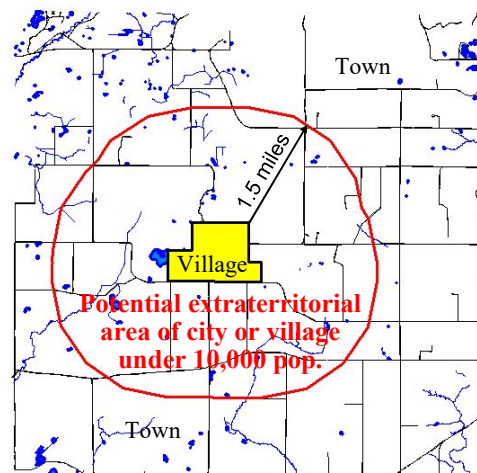 Town
1.5 miles
Village
Potential extraterritorial
area of city or village
under 10,000 pop.
Town